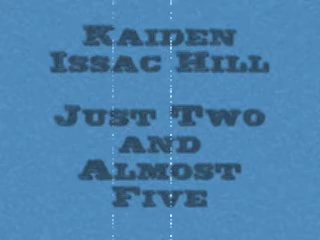 Kaiden
Issac Hill
Just Two
and
Almost
Five